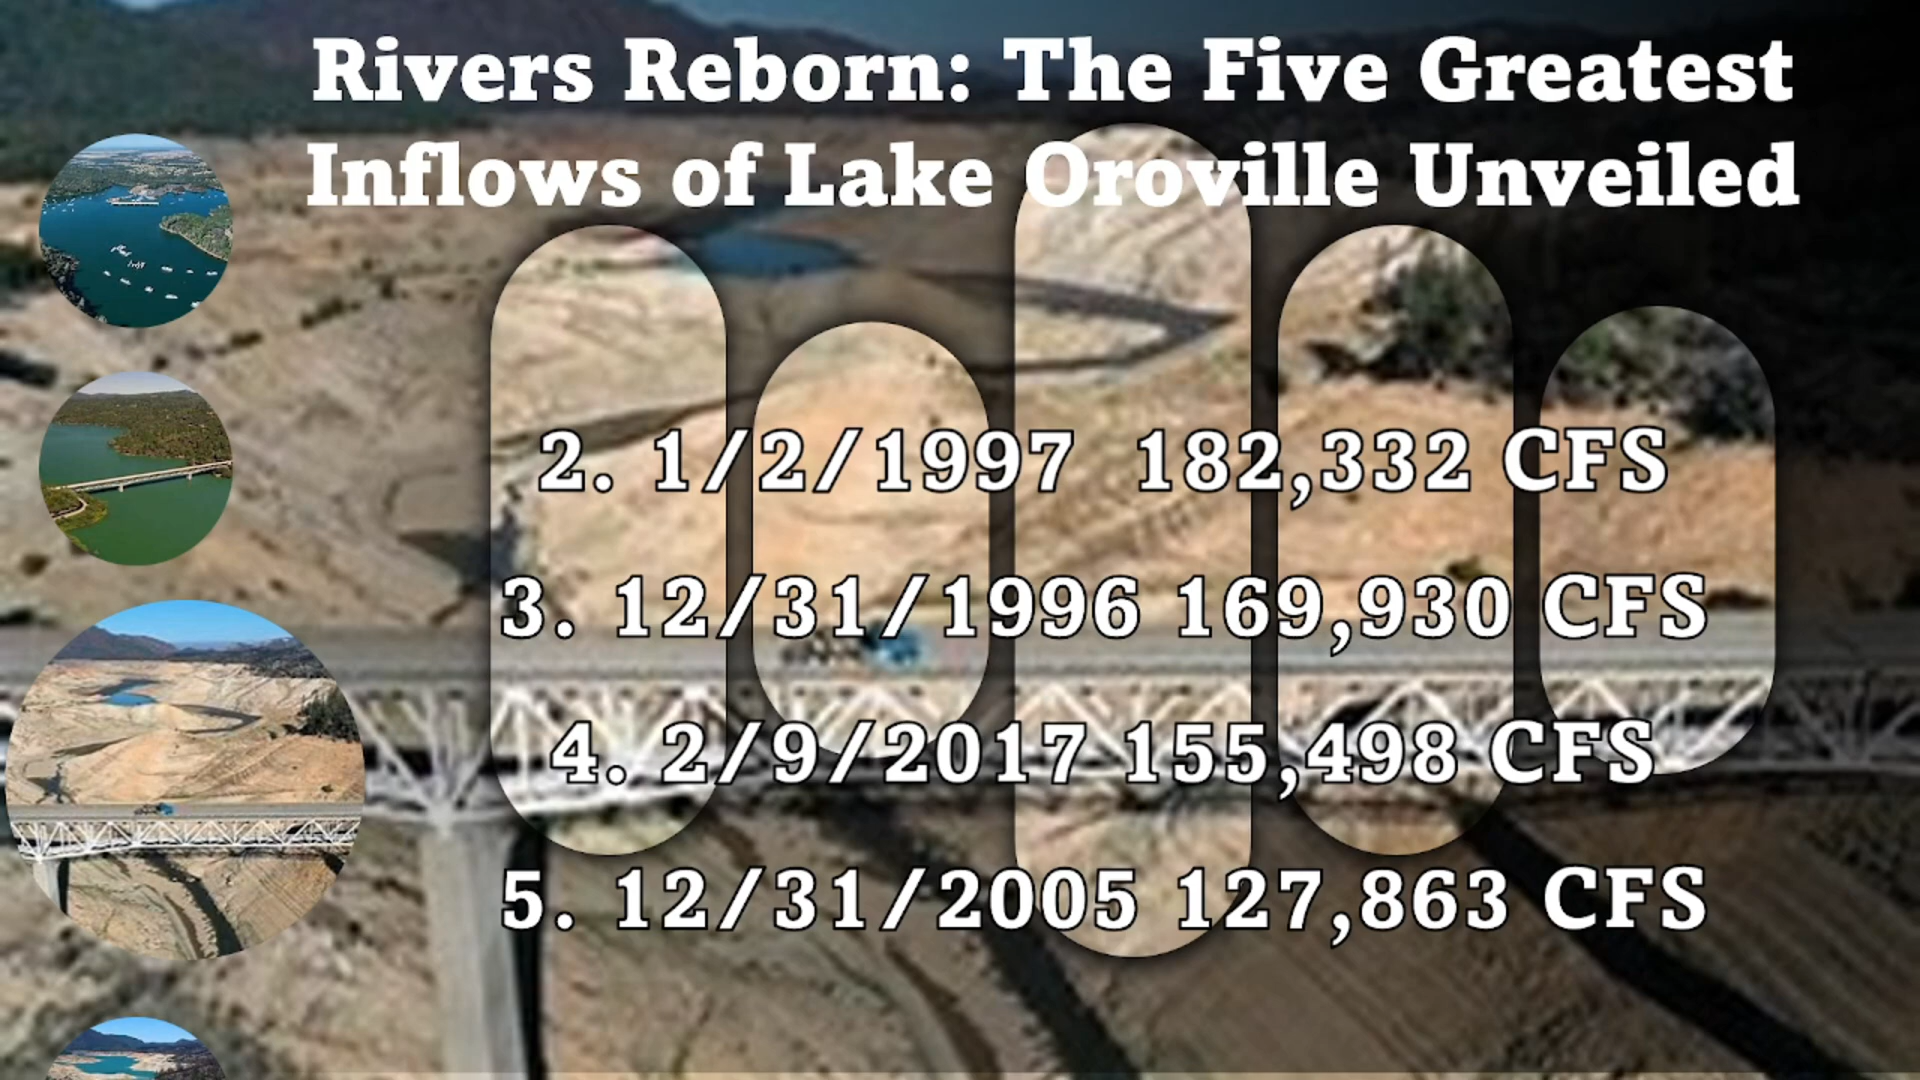 Rivers Reborn: The Five Greatest
Inflows of Lake Oroville Unveiled
2. 1/2/1997 182,332 CFS
3. 12/31/1996 169,930 CFS
4. 2/9/2017 155,498 CFS
5. 12/31/2005 127,863 CFS